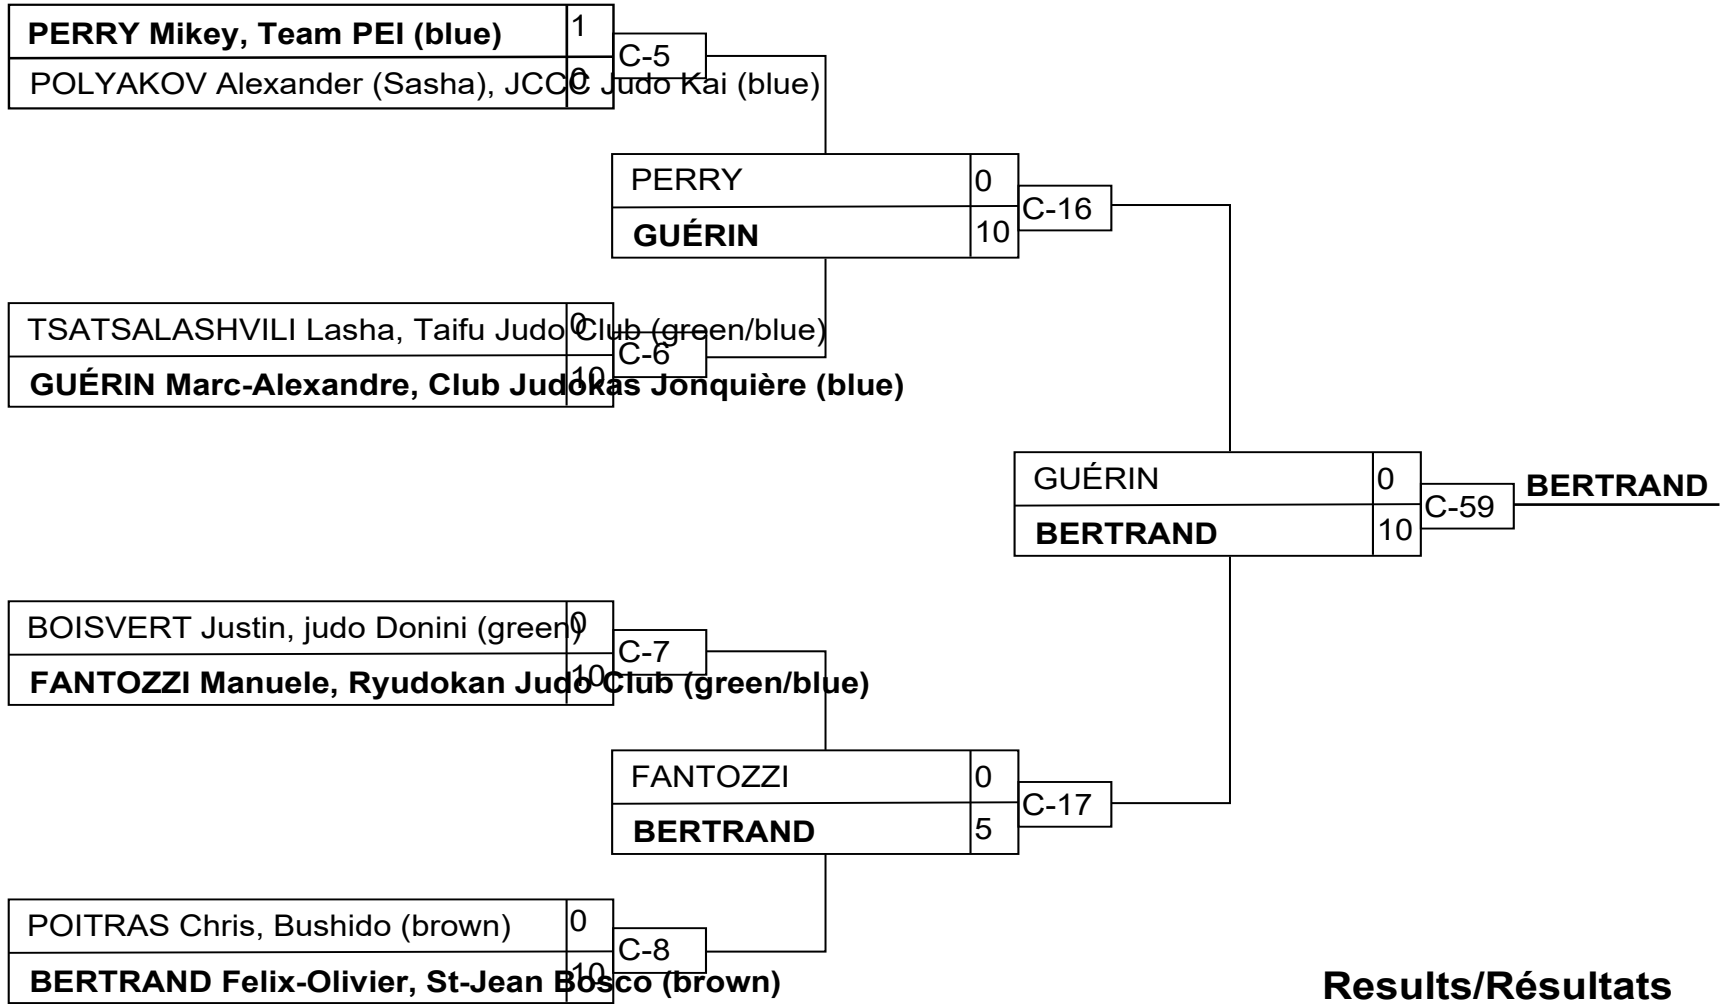 PERRY Mikey, Team PEI (blue) 1
C-5
POLYAKOV Alexander (Sasha), JCCC Judo Kai (blue) 0
PERRY 0
C-16
GUÉRIN 10
TSATSALASHVILI Lasha, Taifu Judo Club (green/blue) 0
C-6
GUÉRIN Marc-Alexandre, Club Judokas Jonquière (blue) 10
GUÉRIN 0
C-59
BERTRAND
BERTRAND 10
BOISVERT Justin, judo Donini (green) 0
C-7
FANTOZZI Manuele, Ryudokan Judo Club (green/blue) 10
FANTOZZI 0
C-17
BERTRAND 5
POITRAS Chris, Bushido (brown) 0
C-8
BERTRAND Felix-Olivier, St-Jean Bosco (brown) 10
Results/Résultats